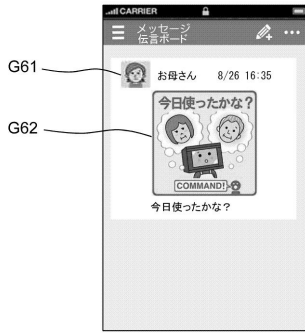 CARRIER
メッセージ
伝言ボード
G61
お母さん 8/26 16:35
今日使ったかな?
G62
COMMAND!
今日使ったかな?